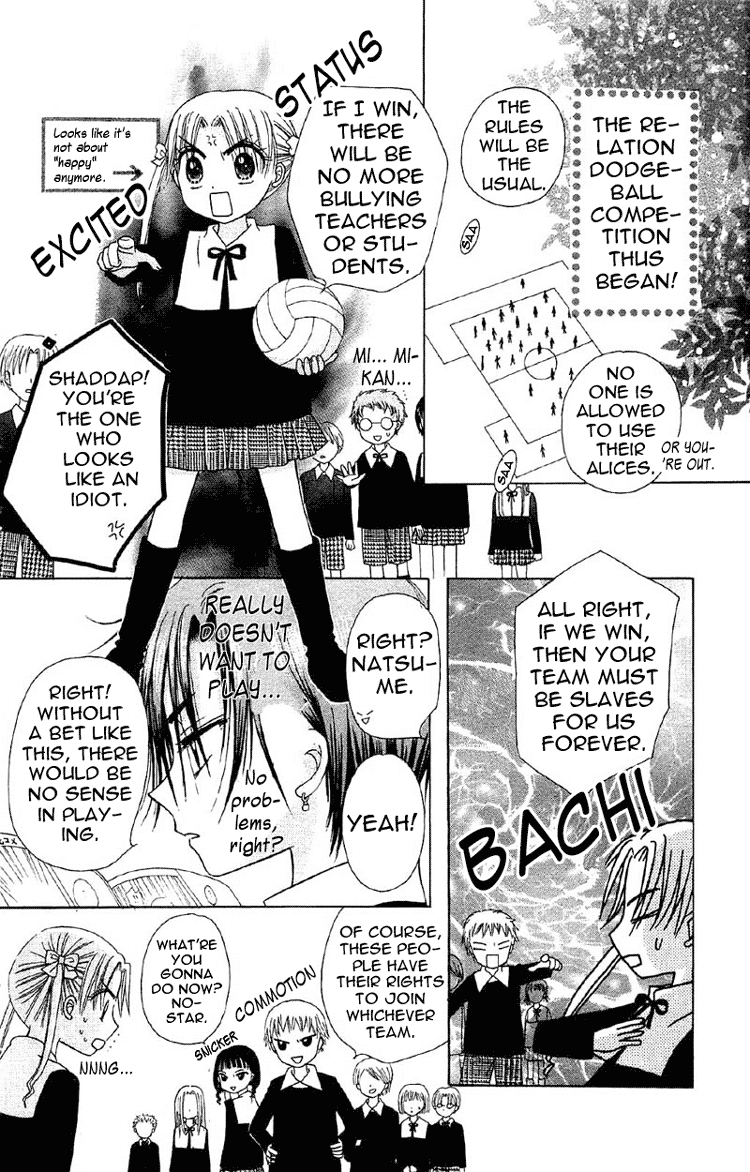 THE RE-
LATION
DODGE-
BALL
COMPE-
TITION
THUS
BEGAN!
THE
RULES
WILL BE
THE
USUAL.
SAA
NO
ONE IS
ALLOWED
TO USE
THEIR
ALICES.
OR YOU-
'RE OUT.
SAA
STATUS
EXCITED
IF I WIN,
THERE
WILL BE
NO MORE
BULLYING
TEACHERS
OR STU-
DENTS.
Looks like it's
not about
"happy"
anymore.
MI... MI-
KAN...
SHADDAP!
YOU'RE
THE ONE
WHO
LOOKS
LIKE AN
IDIOT.
ALL RIGHT,
IF WE WIN,
THEN YOUR
TEAM MUST
BE SLAVES
FOR US
FOREVER.
BACHI
RIGHT?
NATSU-
ME.
REALLY
DOESN'T
WANT TO
PLAY...
RIGHT!
WITHOUT
A BET LIKE
THIS, THERE
WOULD BE
NO SENSE
IN PLAY-
ING.
No
prob-
lems,
right?
YEAH!
OF COURSE,
THESE PEO-
PLE HAVE
THEIR RIGHTS
TO JOIN
WHICHEVER
TEAM.
COMMOTION
WHAT'RE
YOU
GONNA
DO NOW?
NO-
STAR.
SNICKER
NNNG...